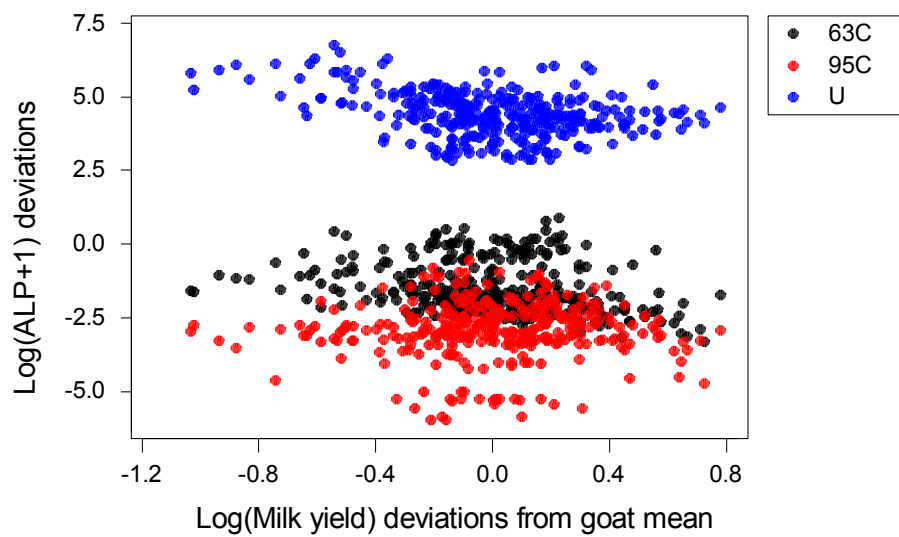 7.5
5.0
2.5
0.0
-2.5
-5.0
Log(ALP+1) deviations
-1.2 -0.8 -0.4 0.0 0.4 0.8
Log(Milk yield) deviations from goat mean
63C
95C
U